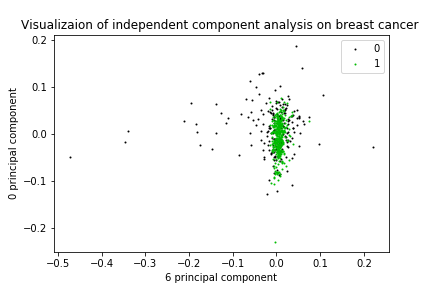 Visualizaion of independent component analysis on breast cancer
0.2
0.1
0.0
−0.1
−0.2
0 principal component
0
1
−0.5 −0.4 −0.3 −0.2 −0.1 0.0 0.1 0.2
6 principal component